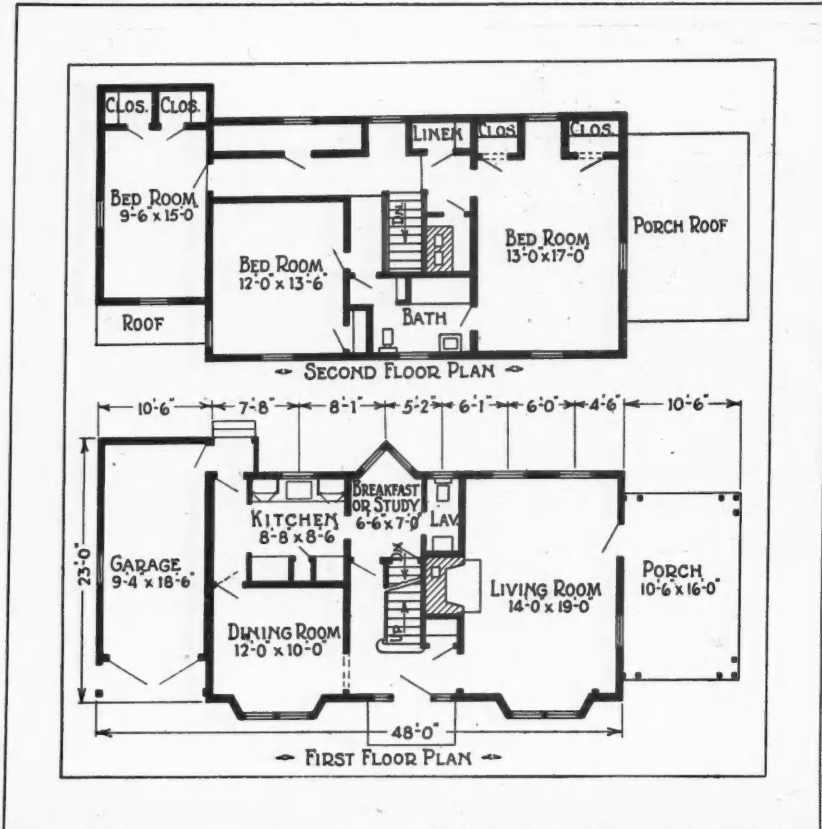 CLOS. CLOS.
LINEN
CLOS. CLOS.
BED ROOM
9'-6" x 15'-0
BED ROOM
12'-0" x 13'-6"
DN.
BED ROOM
13'-0" x 17'-0"
PORCH ROOF
ROOF
BATH
SECOND FLOOR PLAN
10'-6" 7'-8" 8'-1" 5'-2" 6'-1" 6'-0" 4'-6" 10'-6"
23'-0"
GARAGE
9'-4" x 18'-6"
KITCHEN
8'-8" x 8'-6
BREAKFAST
OR STUDY
6'-6" x 7'-0"
LAV.
DN.
UP
DINING ROOM
12'-0" x 10'-0"
LIVING ROOM
14'-0 x 19'-0"
PORCH
10'-6" x 16'-0"
48'-0"
FIRST FLOOR PLAN